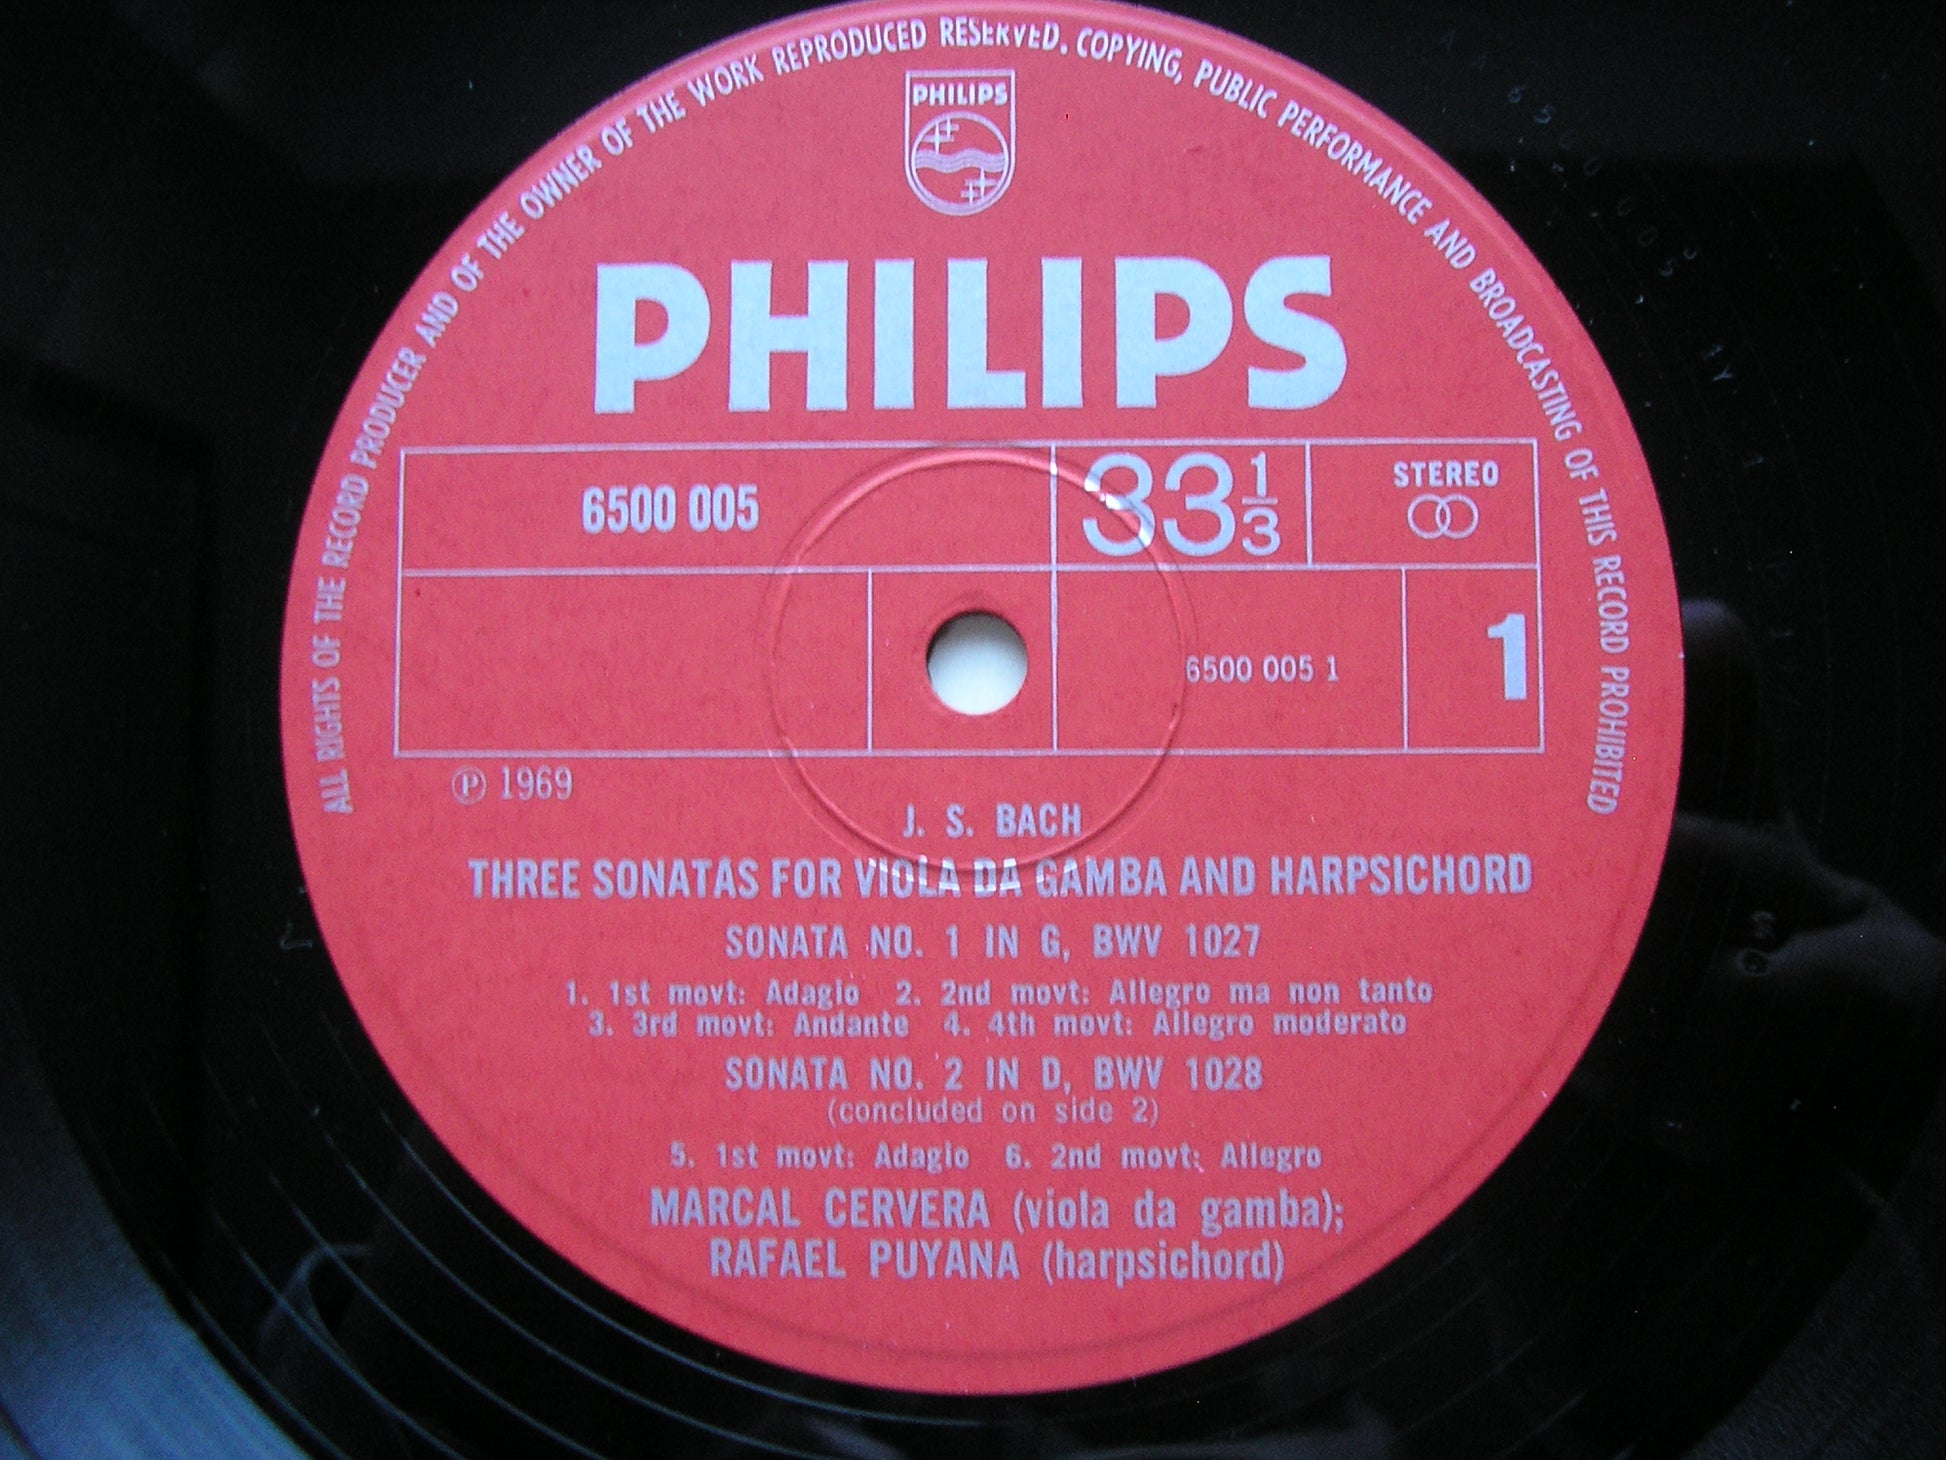 ALL RIGHTS OF THE RECORD PRODUCER AND OF THE OWNER OF THE WORK REPRODUCED RESERVED. COPYING, PUBLIC PERFORMANCE AND BROADCASTING OF THIS RECORD PROHIBITED
PHILIPS
PHILIPS
6500 005
33 1/3
STEREO
6500 005 1
1
℗ 1969
J. S. BACH
THREE SONATAS FOR VIOLA DA GAMBA AND HARPSICHORD
SONATA NO. 1 IN G, BWV 1027
1. 1st movt: Adagio 2. 2nd movt: Allegro ma non tanto
3. 3rd movt: Andante 4. 4th movt: Allegro moderato
SONATA NO. 2 IN D, BWV 1028
(concluded on side 2)
5. 1st movt: Adagio 6. 2nd movt: Allegro
MARCAL CERVERA (viola da gamba);
RAFAEL PUYANA (harpsichord)